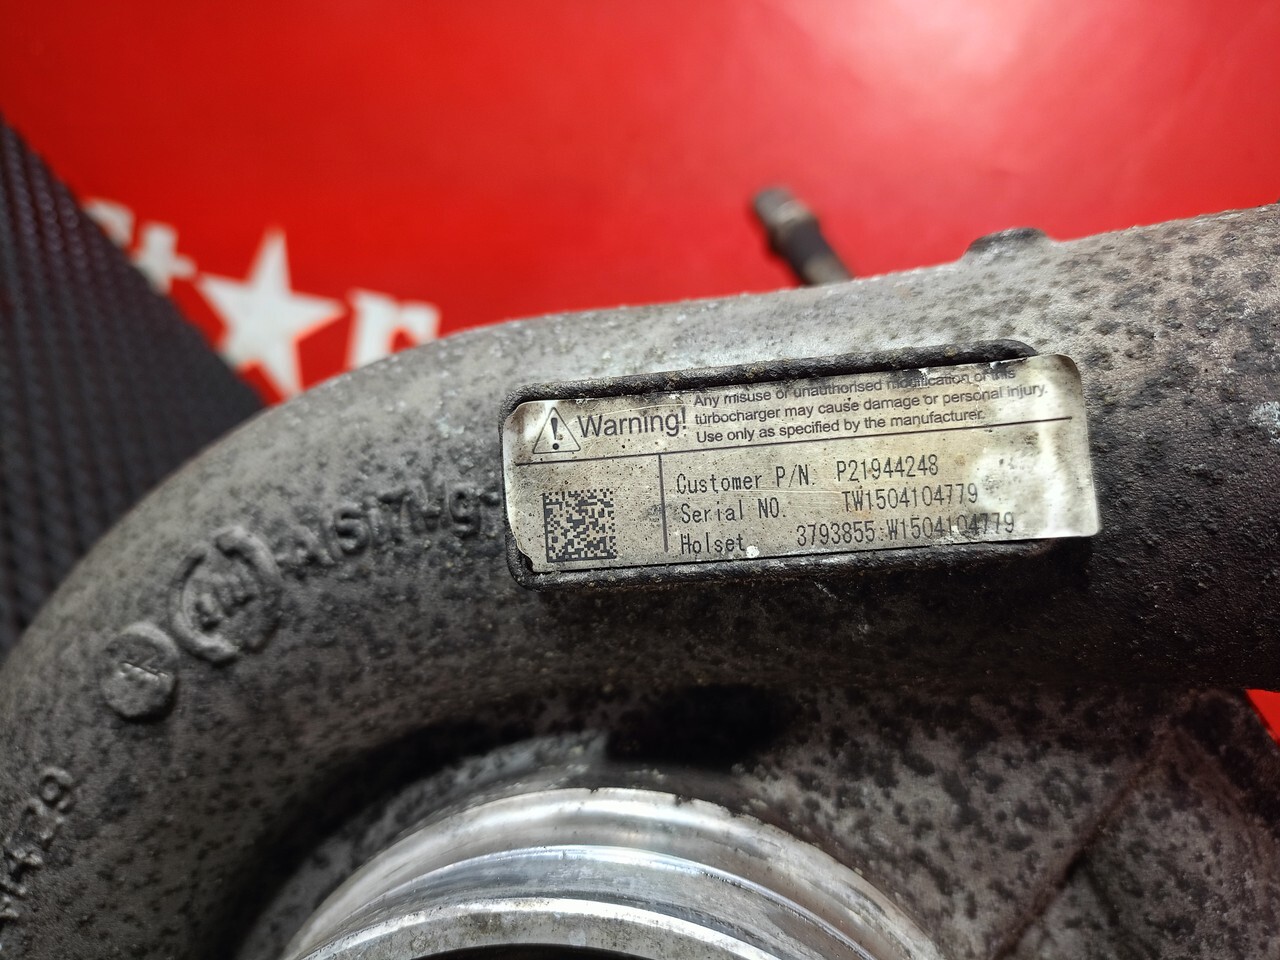 st★r
Warning!
Any misuse or unauthorised modification of this
turbocharger may cause damage or personal injury.
Use only as specified by the manufacturer.
Customer P/N. P21944248
Serial NO. TW1504104779
Holset. 3793855:W1504104779